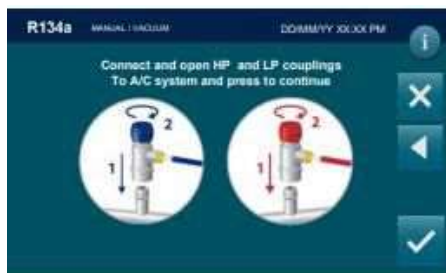 R134a MANUAL / VACUUM DD/MM/YY XX:XX PM
i
Connect and open HP and LP couplings
To A/C system and press to continue
2 2
1 1